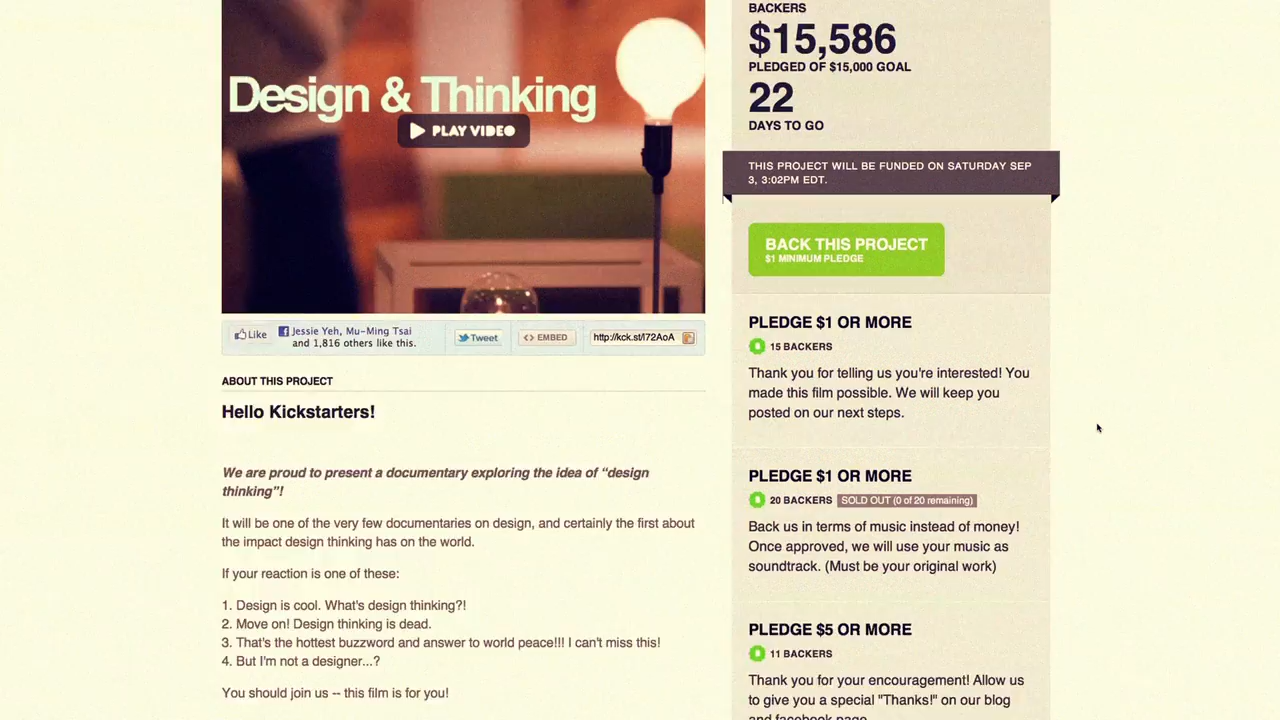 Design & Thinking
PLAY VIDEO
Like
Jessie Yeh, Mu-Ming Tsai
and 1,816 others like this.
Tweet
<> EMBED
http://kck.st/l72AoA
ABOUT THIS PROJECT
Hello Kickstarters!
We are proud to present a documentary exploring the idea of “design
thinking”!
It will be one of the very few documentaries on design, and certainly the first about
the impact design thinking has on the world.
If your reaction is one of these:
1. Design is cool. What's design thinking?!
2. Move on! Design thinking is dead.
3. That's the hottest buzzword and answer to world peace!!! I can't miss this!
4. But I'm not a designer...?
You should join us -- this film is for you!
BACKERS
$15,586
PLEDGED OF $15,000 GOAL
22
DAYS TO GO
THIS PROJECT WILL BE FUNDED ON SATURDAY SEP
3, 3:02PM EDT.
BACK THIS PROJECT
$1 MINIMUM PLEDGE
PLEDGE $1 OR MORE
15 BACKERS
Thank you for telling us you're interested! You
made this film possible. We will keep you
posted on our next steps.
PLEDGE $1 OR MORE
20 BACKERS SOLD OUT (0 of 20 remaining)
Back us in terms of music instead of money!
Once approved, we will use your music as
soundtrack. (Must be your original work)
PLEDGE $5 OR MORE
11 BACKERS
Thank you for your encouragement! Allow us
to give you a special "Thanks!" on our blog
and facebook page